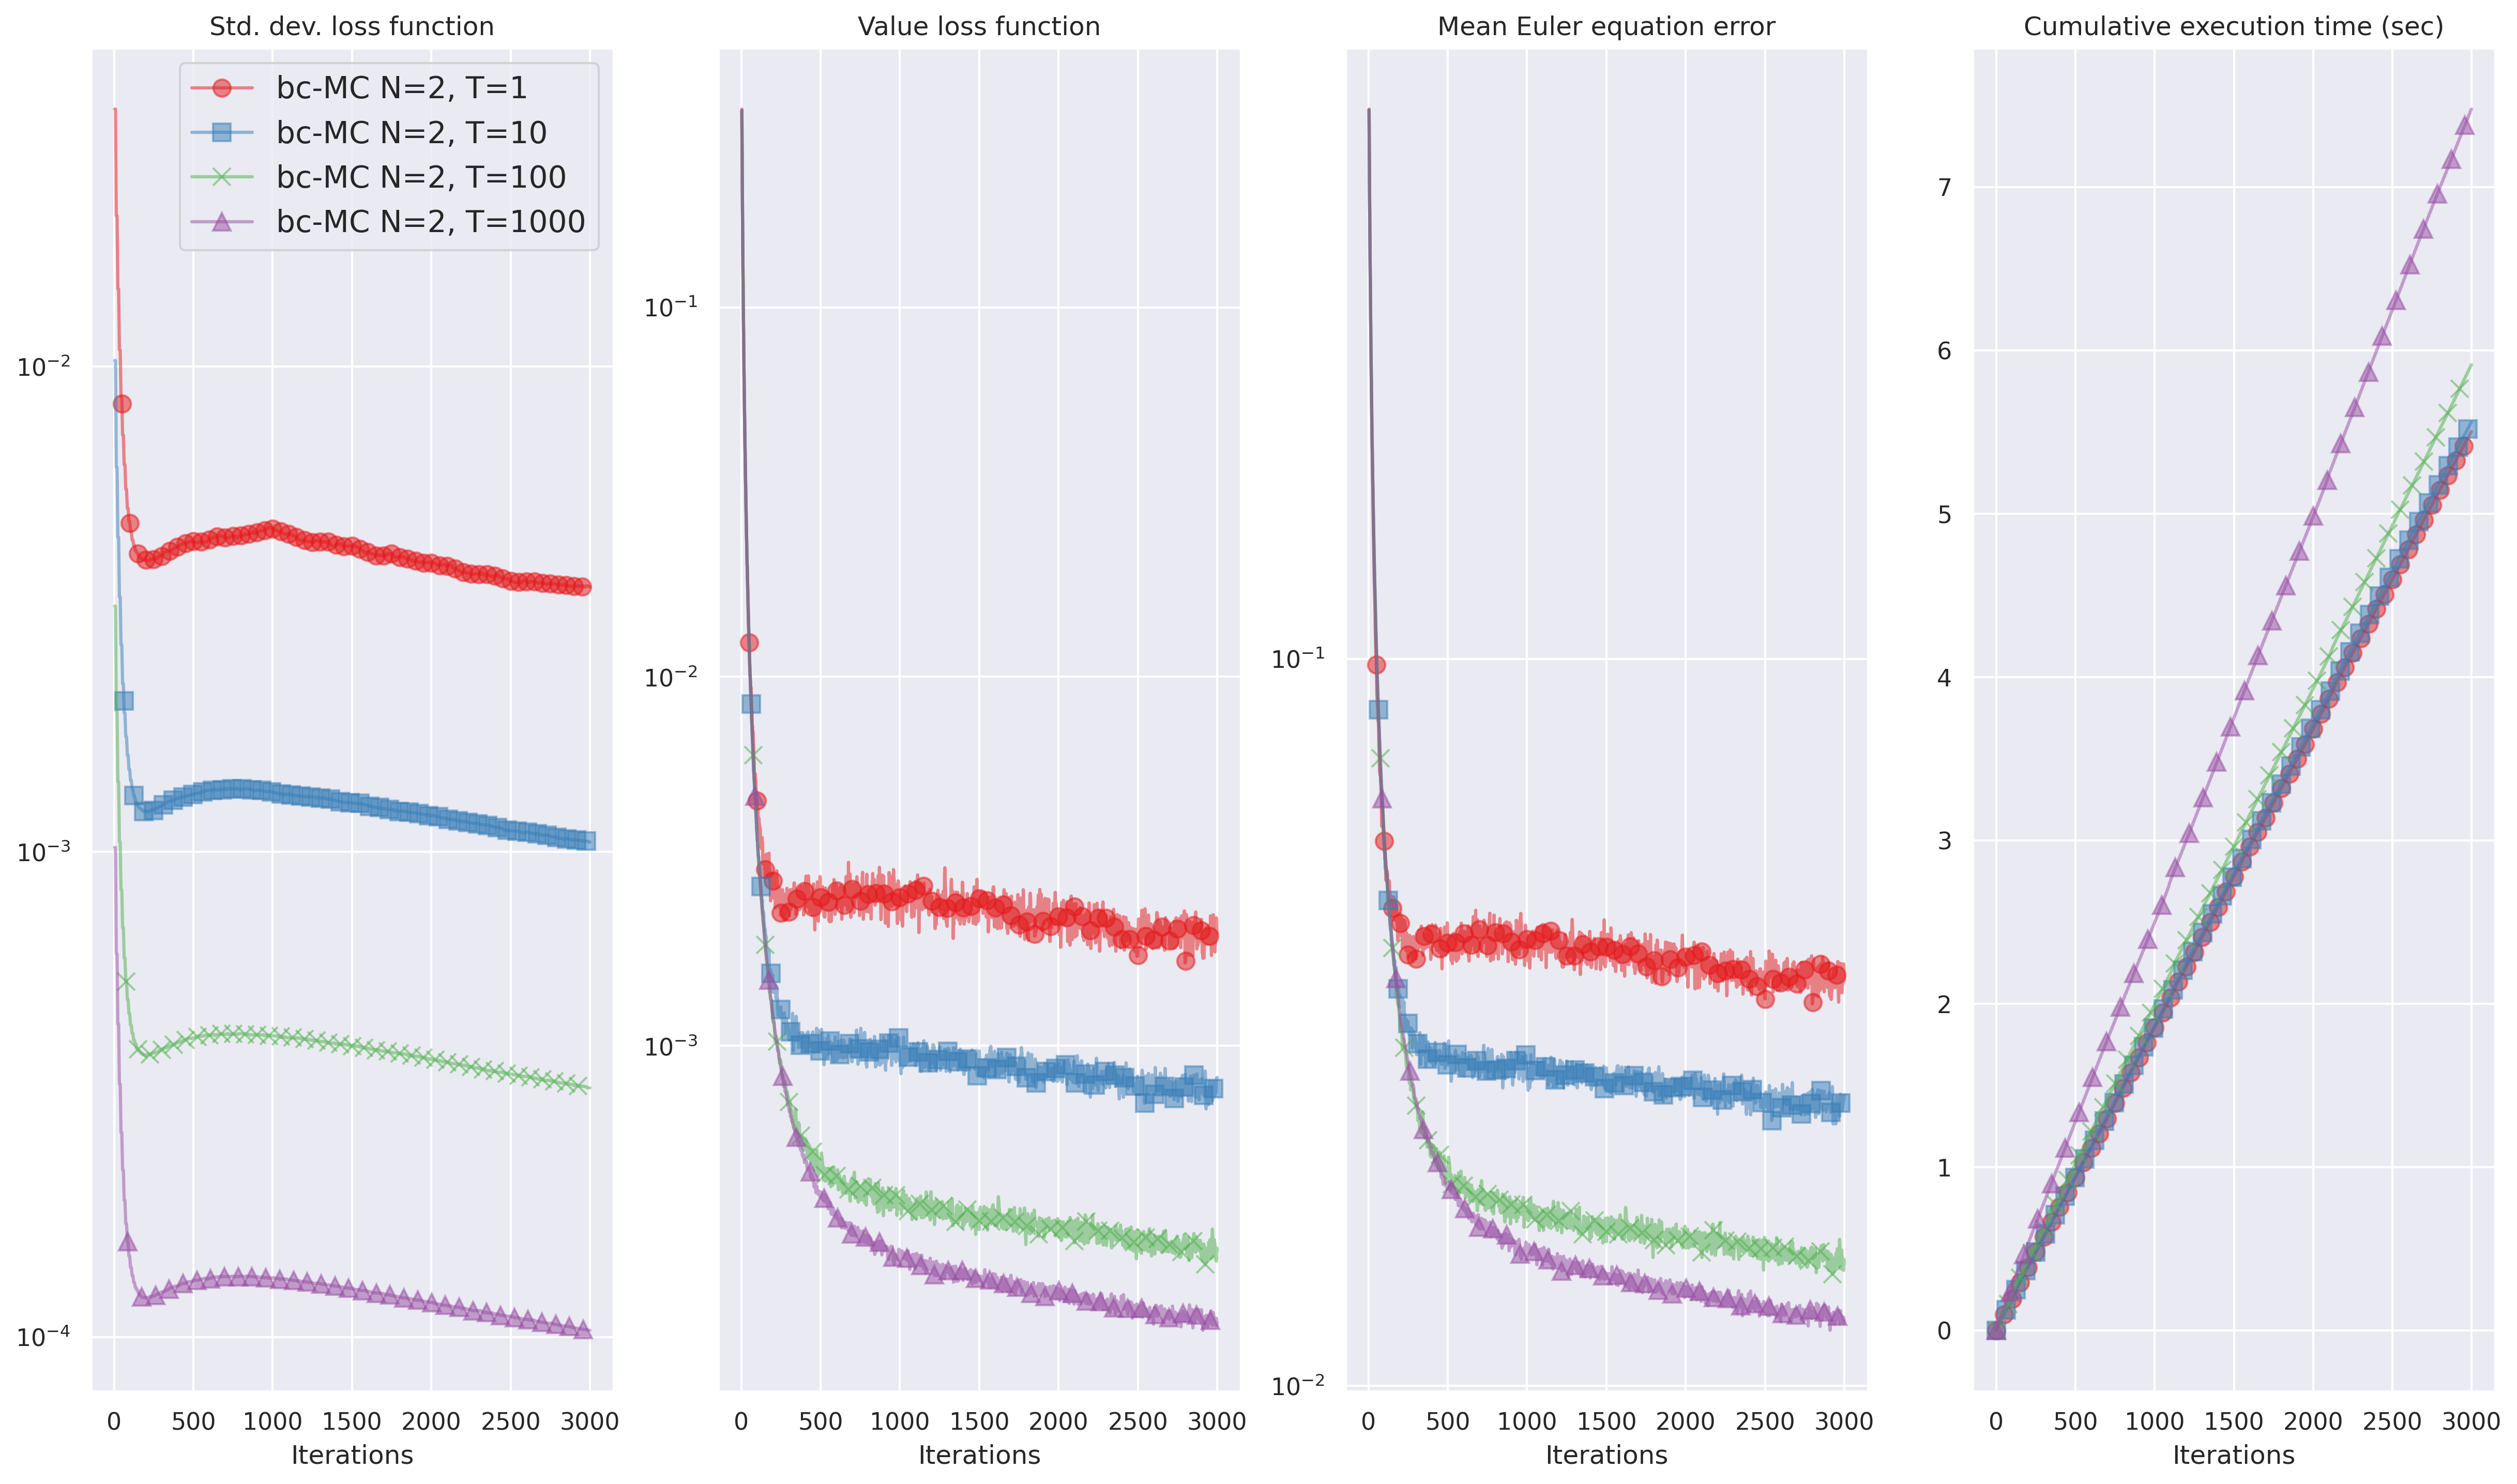 Std. dev. loss function
bc-MC N=2, T=1
bc-MC N=2, T=10
bc-MC N=2, T=100
bc-MC N=2, T=1000
10⁻²
10⁻³
10⁻⁴
0 500 1000 1500 2000 2500 3000
Iterations
Value loss function
10⁻¹
10⁻²
10⁻³
0 500 1000 1500 2000 2500 3000
Iterations
Mean Euler equation error
10⁻¹
10⁻²
0 500 1000 1500 2000 2500 3000
Iterations
Cumulative execution time (sec)
7
6
5
4
3
2
1
0
0 500 1000 1500 2000 2500 3000
Iterations